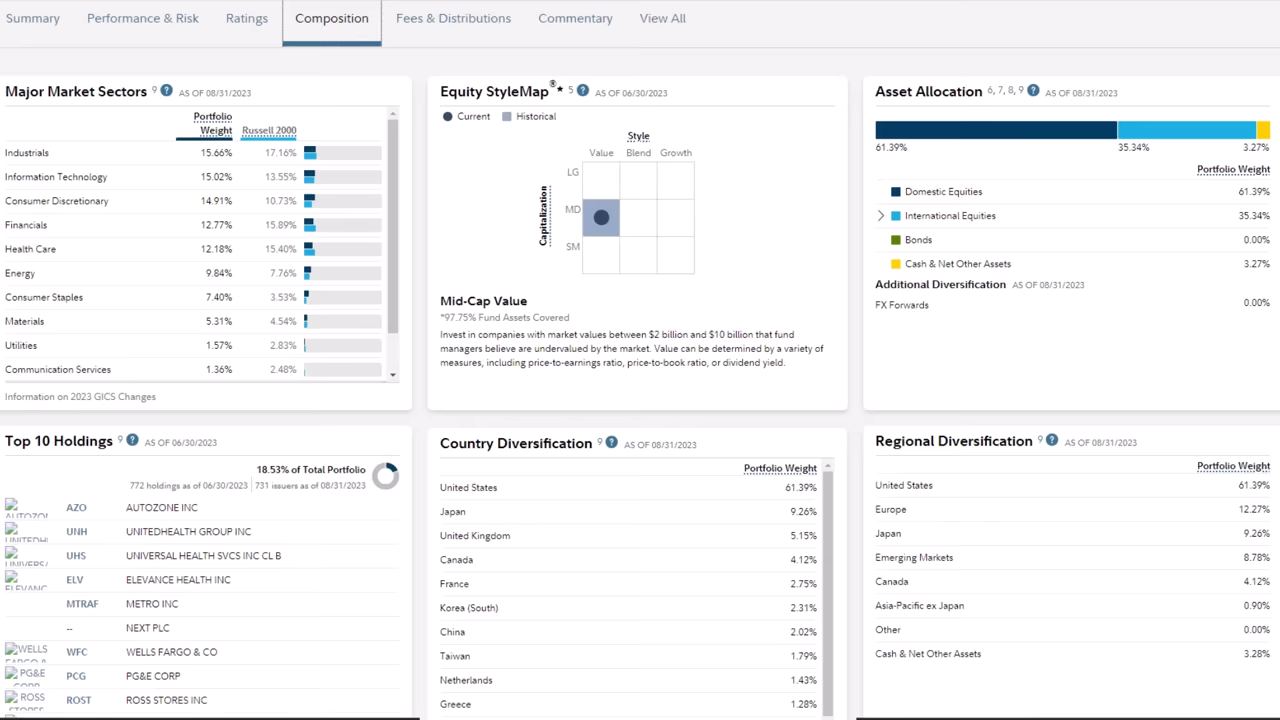 Summary Performance & Risk Ratings Composition Fees & Distributions Commentary View All
Major Market Sectors 9 ? AS OF 08/31/2023
Portfolio Weight Russell 2000
Industrials 15.66% 17.16%
Information Technology 15.02% 13.55%
Consumer Discretionary 14.91% 10.73%
Financials 12.77% 15.89%
Health Care 12.18% 15.40%
Energy 9.84% 7.76%
Consumer Staples 7.40% 3.53%
Materials 5.31% 4.54%
Utilities 1.57% 2.83%
Communication Services 1.36% 2.48%
Information on 2023 GICS Changes
Equity StyleMap®* 5 ? AS OF 06/30/2023
Current Historical
Style
Value Blend Growth
Capitalization
LG
MD
SM
Mid-Cap Value
*97.75% Fund Assets Covered
Invest in companies with market values between $2 billion and $10 billion that fund
managers believe are undervalued by the market. Value can be determined by a variety of
measures, including price-to-earnings ratio, price-to-book ratio, or dividend yield.
Asset Allocation 6, 7, 8, 9 ? AS OF 08/31/2023
61.39% 35.34% 3.27%
Portfolio Weight
Domestic Equities 61.39%
International Equities 35.34%
Bonds 0.00%
Cash & Net Other Assets 3.27%
Additional Diversification AS OF 08/31/2023
FX Forwards 0.00%
Top 10 Holdings 9 ? AS OF 06/30/2023
18.53% of Total Portfolio
772 holdings as of 06/30/2023 | 731 issuers as of 08/31/2023
AZO AUTOZONE INC
UNH UNITEDHEALTH GROUP INC
UHS UNIVERSAL HEALTH SVCS INC CL B
ELV ELEVANCE HEALTH INC
MTRAF METRO INC
-- NEXT PLC
WELLS WFC WELLS FARGO & CO
PG&E PCG PG&E CORP
ROSS ROST ROSS STORES INC
Country Diversification 9 ? AS OF 08/31/2023
Portfolio Weight
United States 61.39%
Japan 9.26%
United Kingdom 5.15%
Canada 4.12%
France 2.75%
Korea (South) 2.31%
China 2.02%
Taiwan 1.79%
Netherlands 1.43%
Greece 1.28%
Regional Diversification 9 ? AS OF 08/31/2023
Portfolio Weight
United States 61.39%
Europe 12.27%
Japan 9.26%
Emerging Markets 8.78%
Canada 4.12%
Asia-Pacific ex Japan 0.90%
Other 0.00%
Cash & Net Other Assets 3.28%